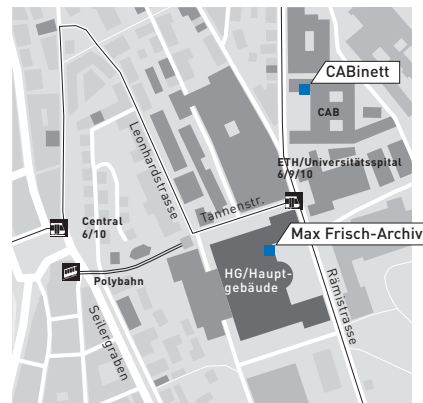 CABinett
CAB
ETH/Universitätsspital
6/9/10
Leonhardstrasse
Tannenstr.
Central
6/10
Max Frisch-Archiv
HG/Haupt-
gebäude
Polybahn
Rämistrasse
Seilergraben